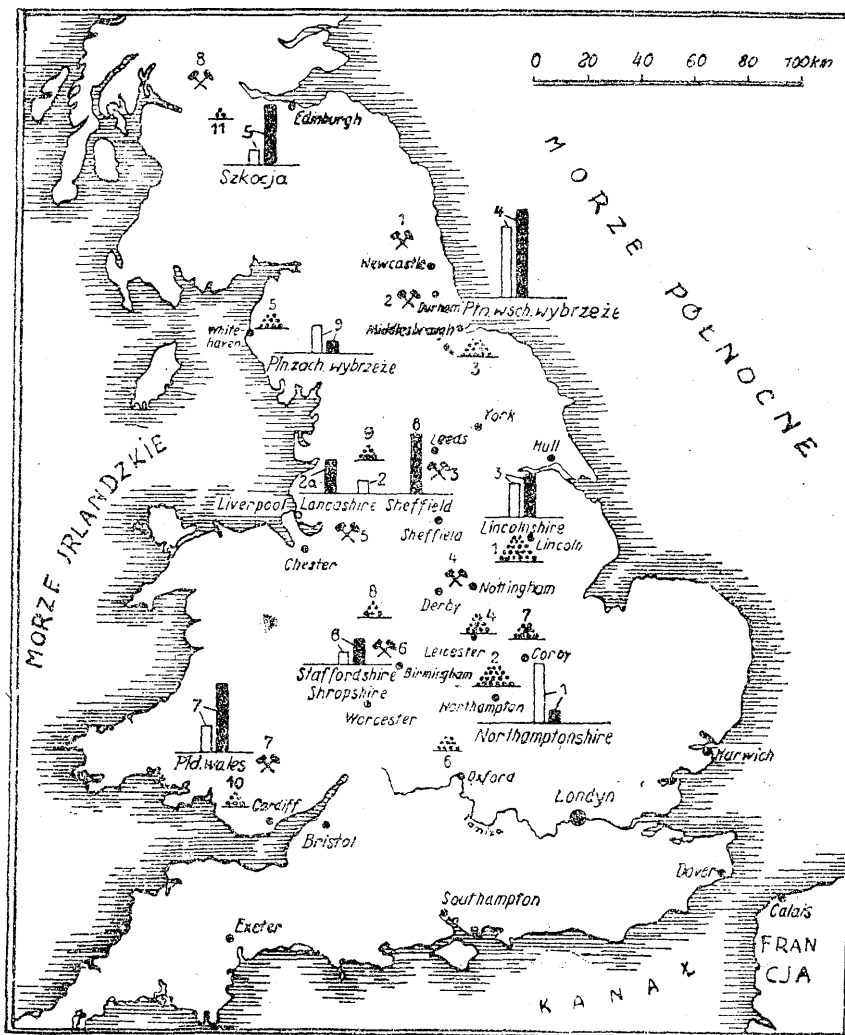 8
0 20 40 60 80 100 km
11
Edinburgh
5
Szkocja
MORZE PÓŁNOCNE
1
Newcastle
4
2
Durham
Płn. wsch. wybrzeże
5
White-
haven
9
Middlesbrough
3
Płn. zach. wybrzeże
York
9
8
Leeds
Hull
2a
2
3
3
Liverpool
Lancashire
Sheffield
Lincolnshire
5
Sheffield
1
Lincoln
Chester
4
Nottingham
Derby
8
4
7
6
6
Leicester
Corby
Staffordshire
Birmingham
2
Shropshire
Worcester
Northampton
1
7
Northamptonshire
Płd. wales
7
6
Harwich
10
Oxford
Cardiff
Londyn
Tamiza
Bristol
Dover
Southampton
Calais
Exeter
FRAN
CJA
KANAŁ
MORZE IRLANDZKIE